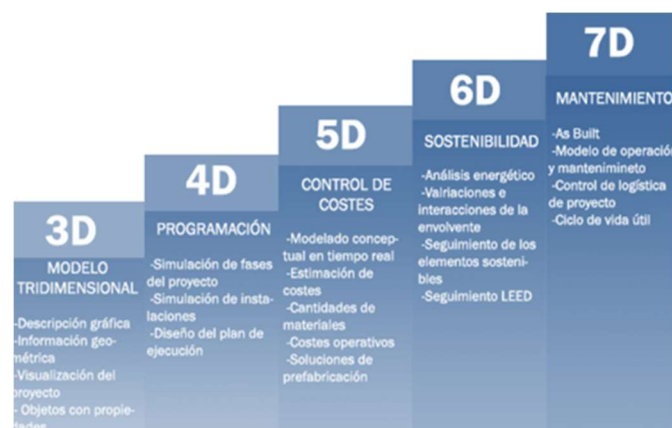 3D
MODELO
TRIDIMENSIONAL
-Descripción gráfica
-Información geo-
métrica
-Visualización del
proyecto
- Objetos con propie-
dades
4D
PROGRAMACIÓN
-Simulación de fases
del proyecto
-Simulación de insta-
laciones
-Diseño del plan de
ejecución
5D
CONTROL DE
COSTES
-Modelado concep-
tual en tiempo real
-Estimación de
costes
-Cantidades de
materiales
-Costes operativos
-Soluciones de
prefabricación
6D
SOSTENIBILIDAD
-Análisis energético
-Valriaciones e
interacciones de la
envolvente
-Seguimiento de los
elementos sosteni-
bles
-Seguimiento LEED
7D
MANTENIMIENTO
-As Built
-Modelo de operación
y mantenimineto
-Control de logística
de proyecto
-Ciclo de vida útil